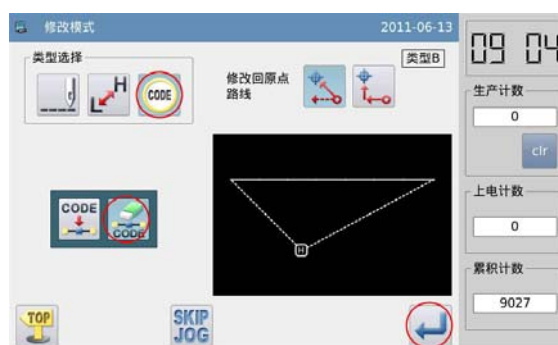 修改模式 2011-06-13
类型选择
类型B
L H
CODE
修改回原点
路线
CODE
CODE
H
TOP
SKIP
JOG
09 04
生产计数
0
clr
上电计数
0
累积计数
9027